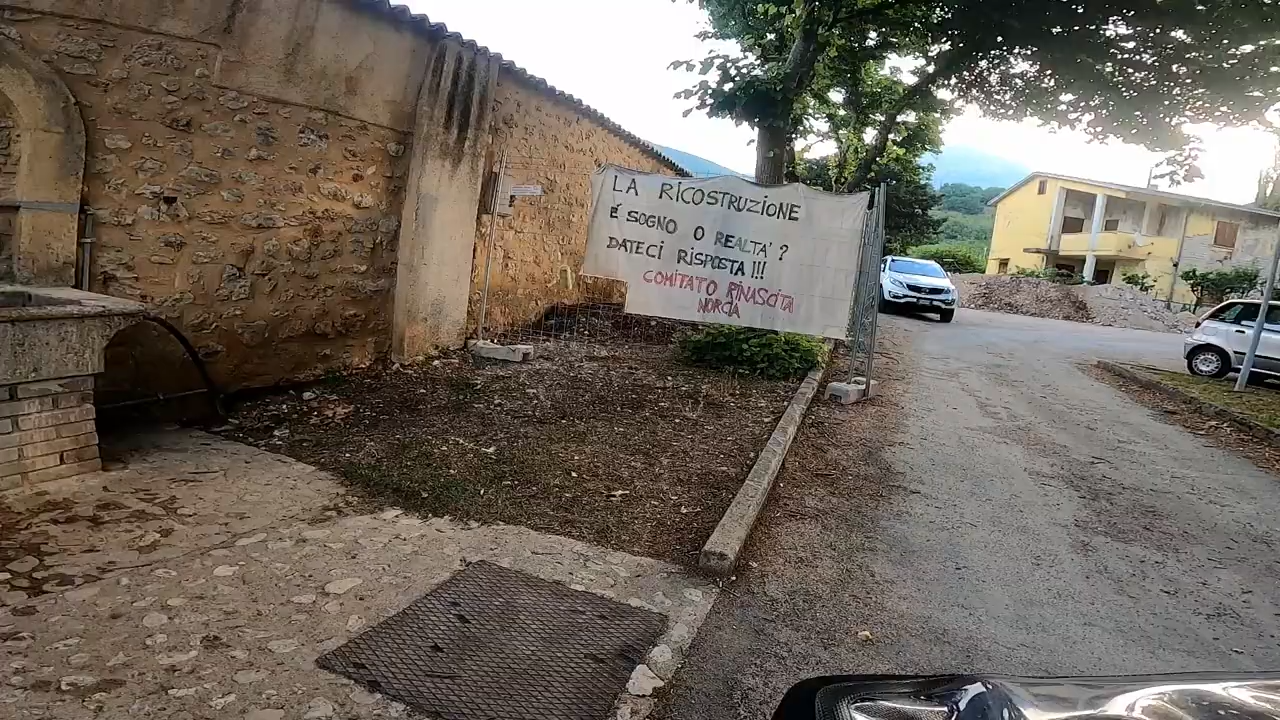 LA RICOSTRUZIONE
É SOGNO O REALTA' ?
DATECI RISPOSTA !!!
COMITATO RINASCITA
NORCIA